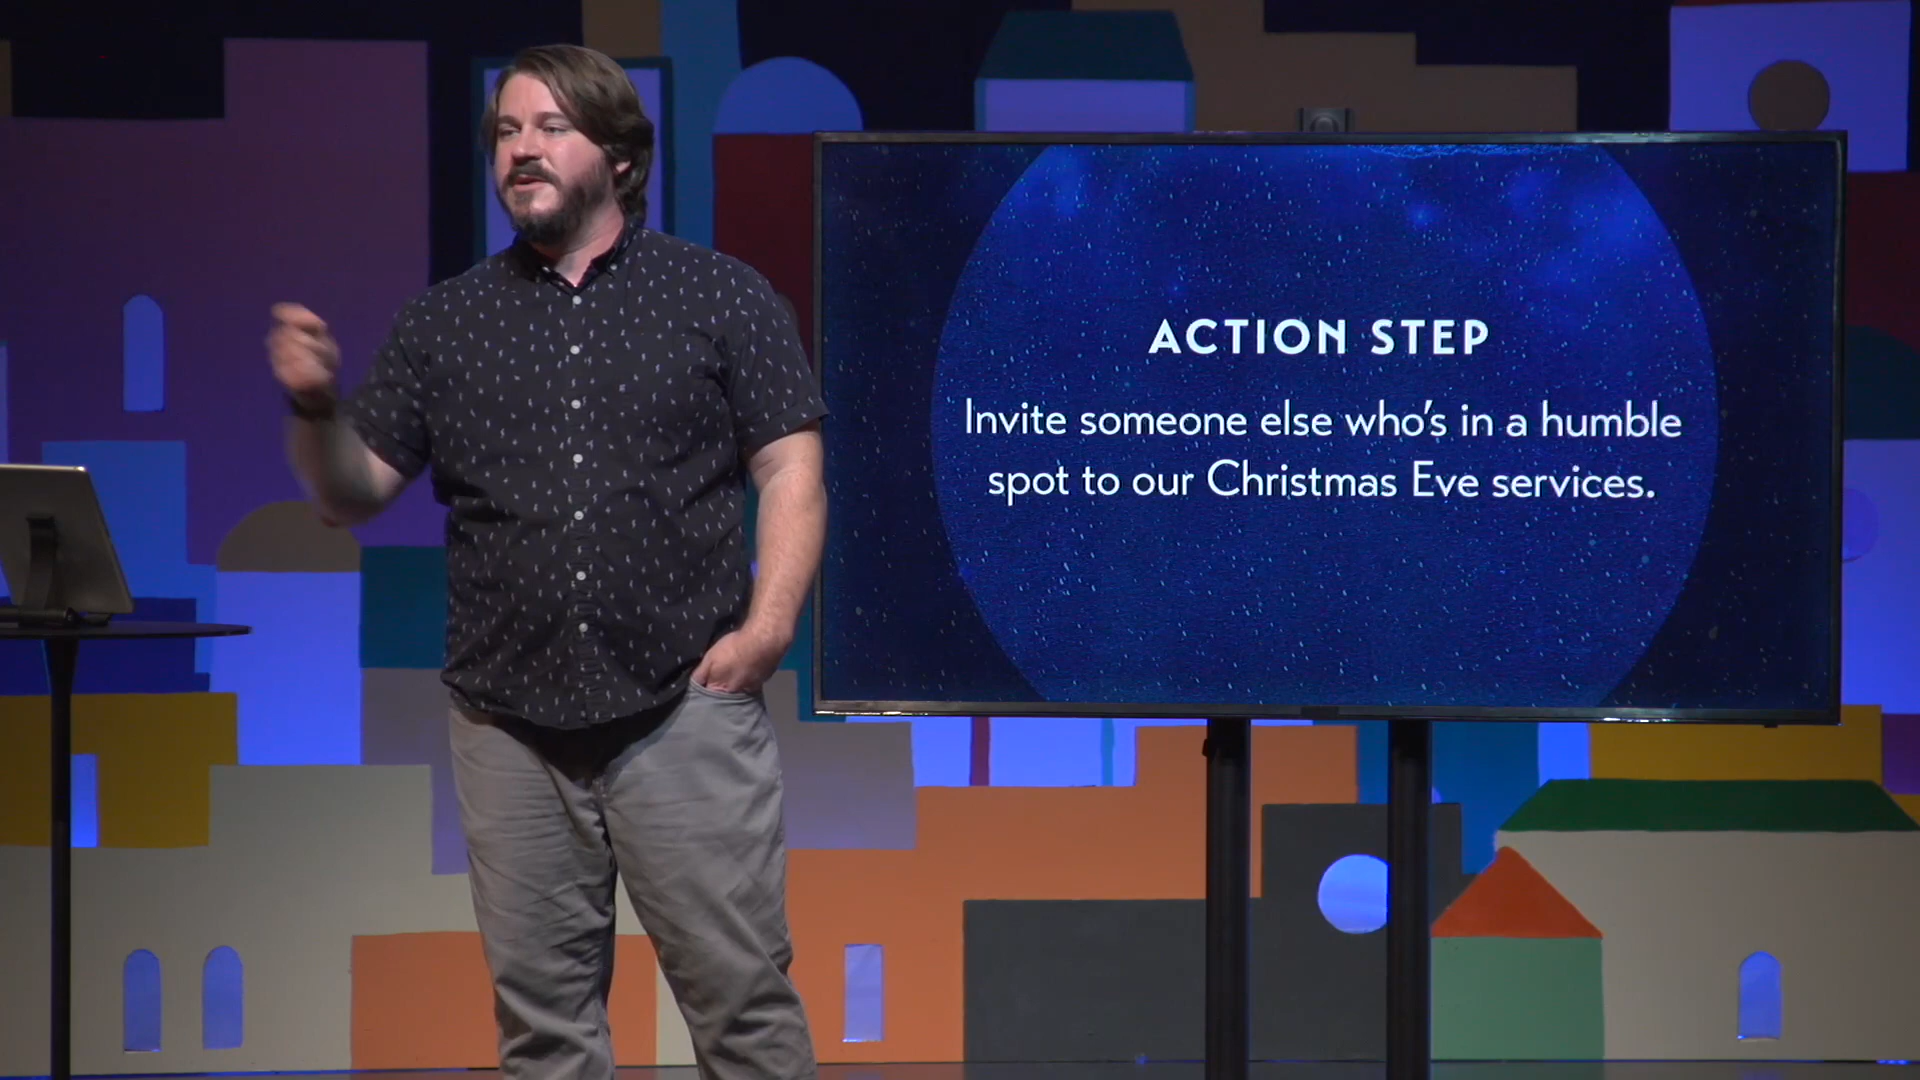 ACTION STEP
Invite someone else who's in a humble
spot to our Christmas Eve services.